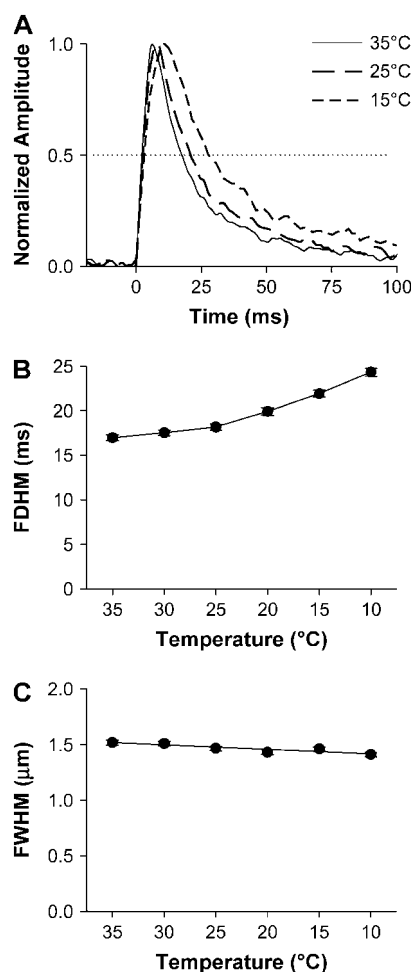 A
Normalized Amplitude
1.0
0.5
0.0
35°C
25°C
15°C
0
25
50
75
100
Time (ms)
B
FDHM (ms)
25
20
15
10
5
0
35
30
25
20
15
10
Temperature (°C)
C
FWHM (μm)
2.0
1.5
1.0
0.5
0.0
35
30
25
20
15
10
Temperature (°C)